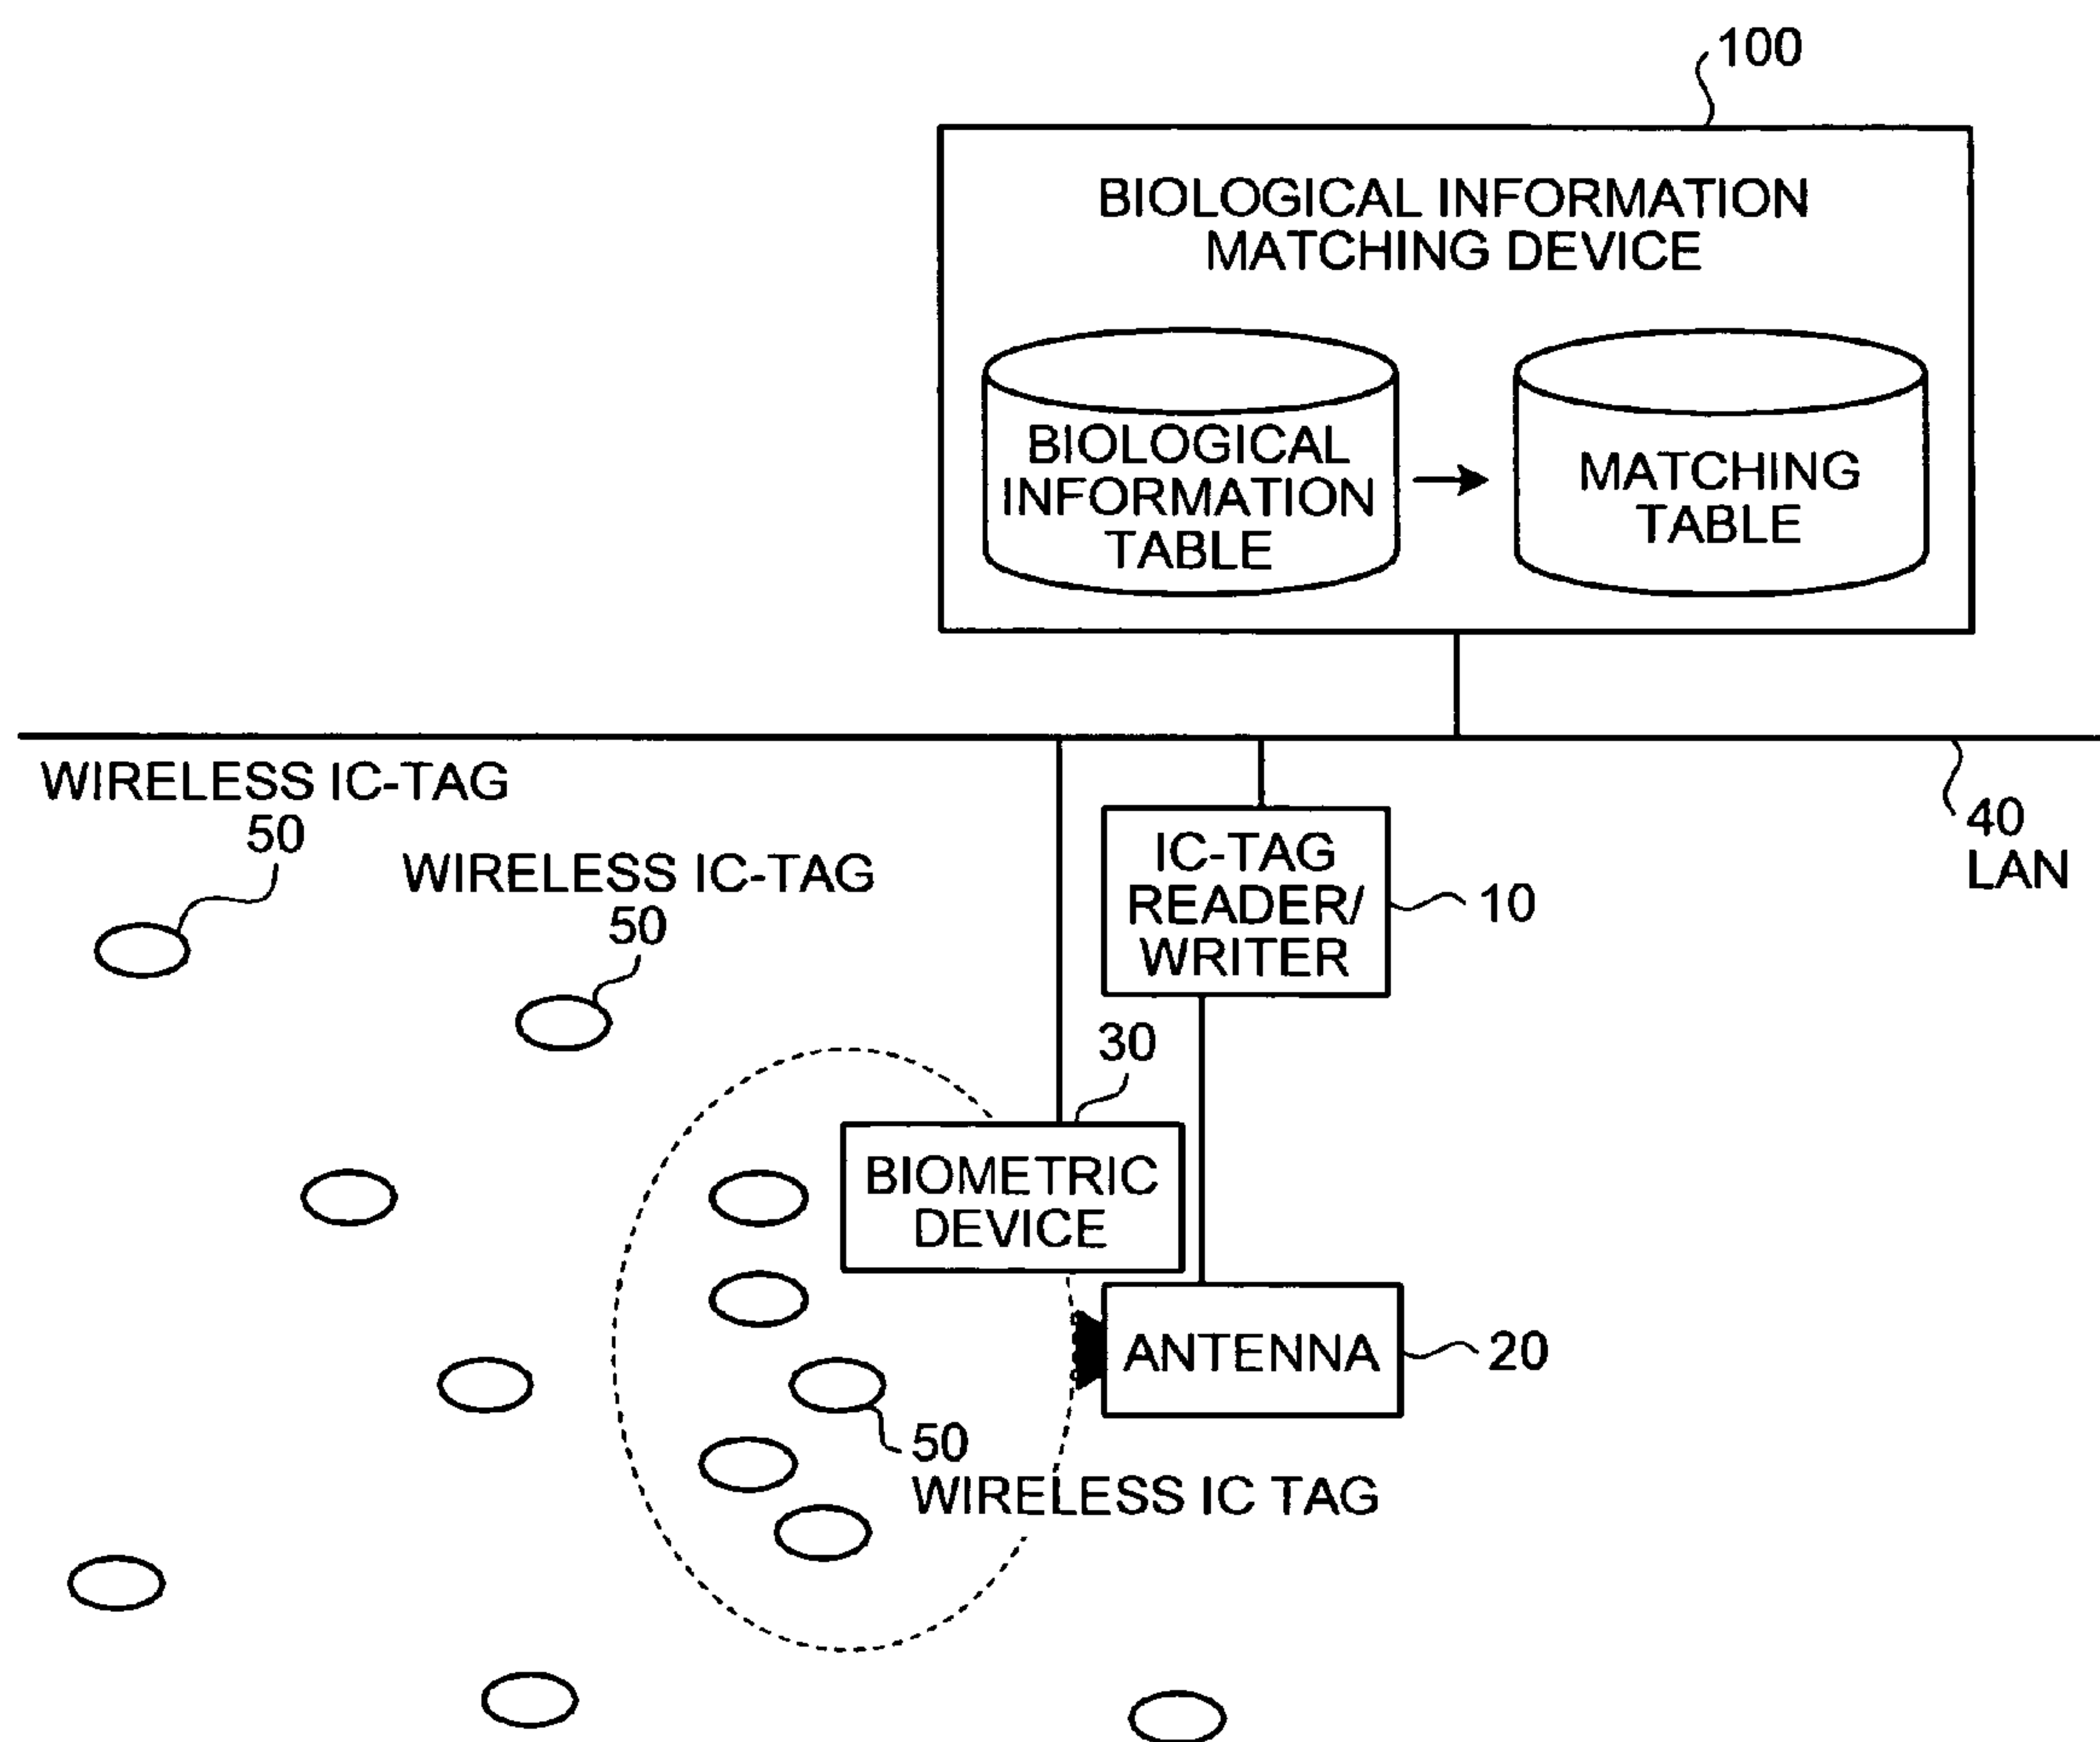 100
BIOLOGICAL INFORMATION
MATCHING DEVICE
BIOLOGICAL
INFORMATION
TABLE
MATCHING
TABLE
WIRELESS IC-TAG
50
WIRELESS IC-TAG
50
IC-TAG
READER/
WRITER
10
40
LAN
30
BIOMETRIC
DEVICE
ANTENNA
20
50
WIRELESS IC TAG